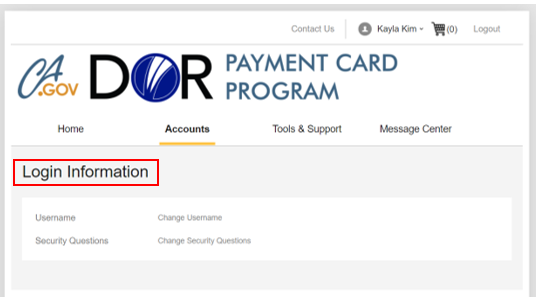 Contact Us Kayla Kim (0) Logout
CA.GOV DOR PAYMENT CARD
PROGRAM
Home Accounts Tools & Support Message Center
Login Information
Username Change Username
Security Questions Change Security Questions